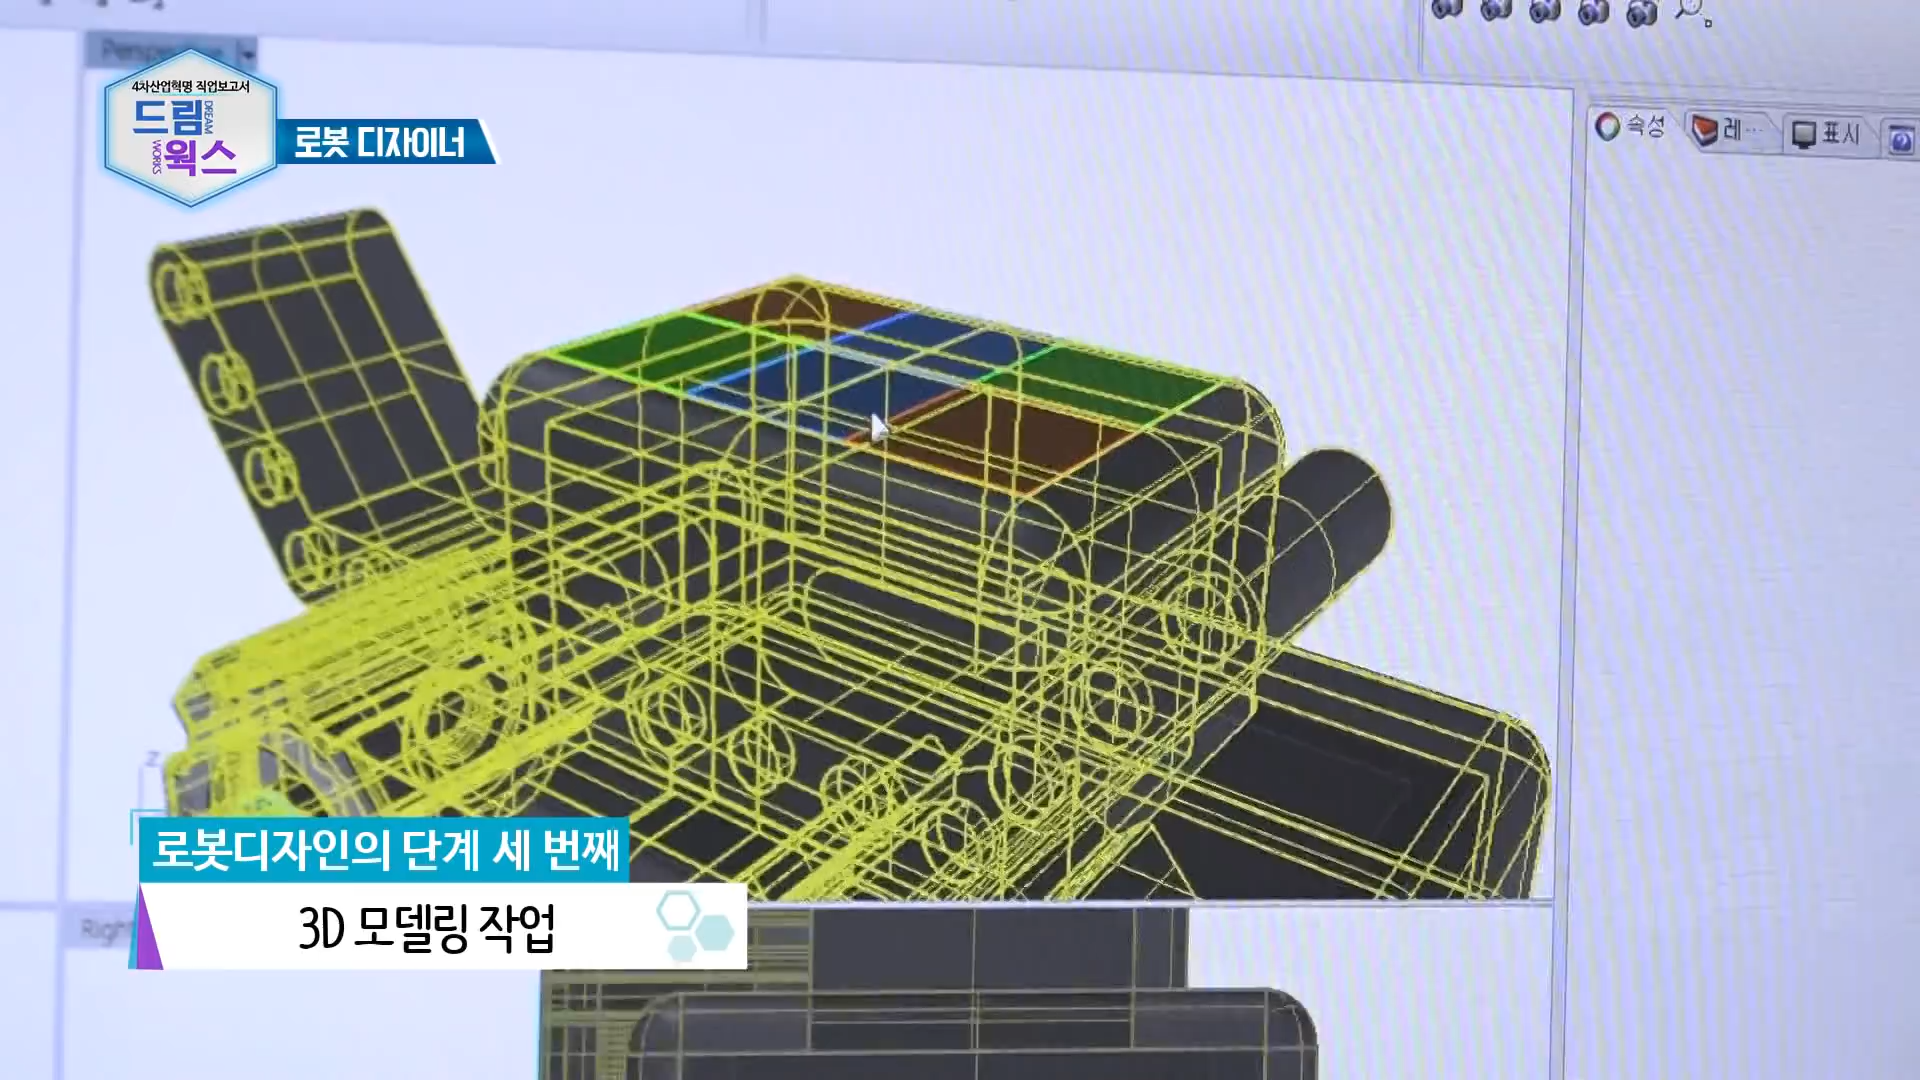 Perspective
4차산업혁명 직업보고서
드림
DREAM
WORKS
웍스
로봇 디자이너
속성
레...
표시
Z
로봇디자인의 단계 세 번째
3D 모델링 작업
Right